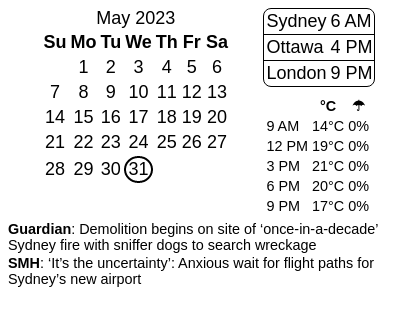 May 2023
Su Mo Tu We Th Fr Sa
1 2 3 4 5 6
7 8 9 10 11 12 13
14 15 16 17 18 19 20
21 22 23 24 25 26 27
28 29 30 31
Sydney 6 AM
Ottawa 4 PM
London 9 PM
°C ☂
9 AM 14°C 0%
12 PM 19°C 0%
3 PM 21°C 0%
6 PM 20°C 0%
9 PM 17°C 0%
Guardian: Demolition begins on site of ‘once-in-a-decade’
Sydney fire with sniffer dogs to search wreckage
SMH: ‘It’s the uncertainty’: Anxious wait for flight paths for
Sydney’s new airport